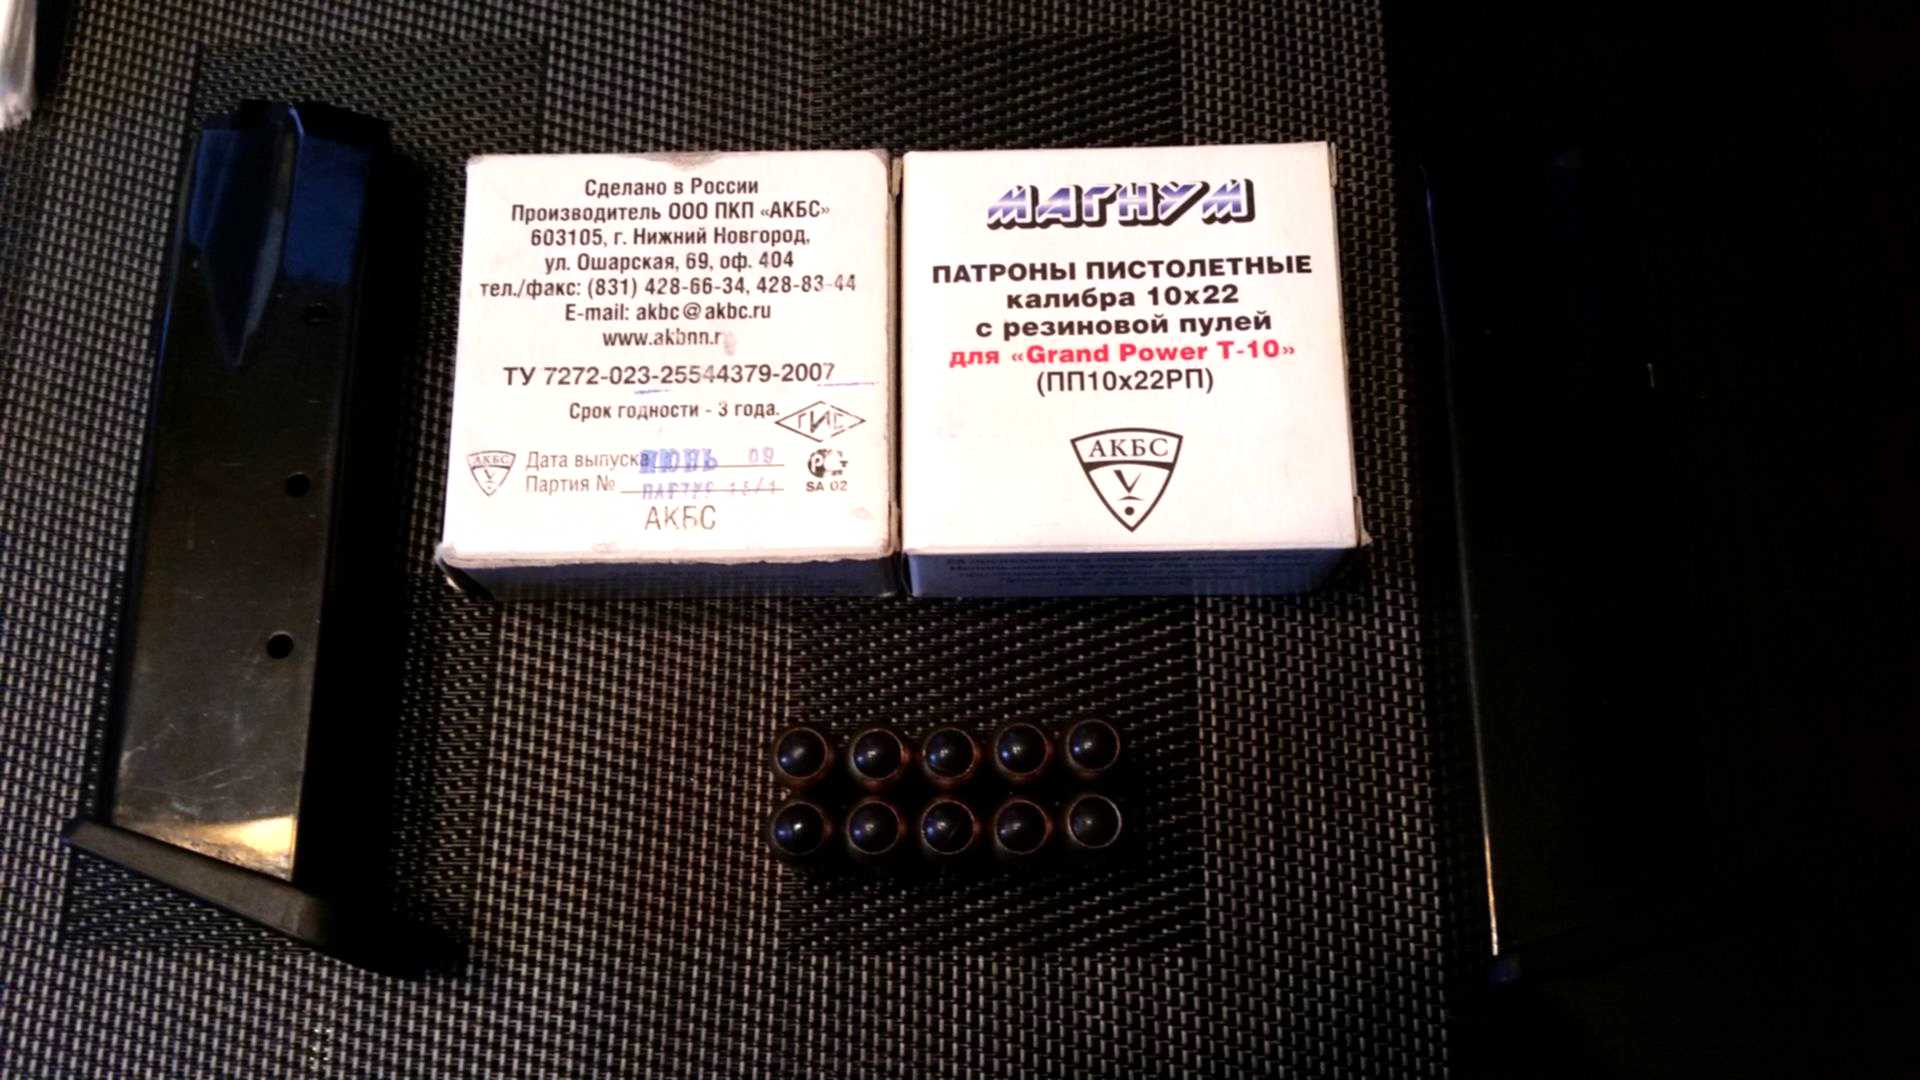 Сделано в России
Производитель ООО ПКП «АКБС»
603105, г. Нижний Новгород,
ул. Ошарская, 69, оф. 404
тел./факс: (831) 428-66-34, 428-83-44
E-mail: akbc@akbc.ru
www.akbnn.r
ТУ 7272-023-25544379-2007
Срок годности - 3 года.
ГИС
АКБС
Дата выпуска ИЮНЬ 09
Партия №
SA 02
АКБС
МАГНУМ
ПАТРОНЫ ПИСТОЛЕТНЫЕ
калибра 10х22
с резиновой пулей
для «Grand Power T-10»
(ПП10х22РП)
АКБС